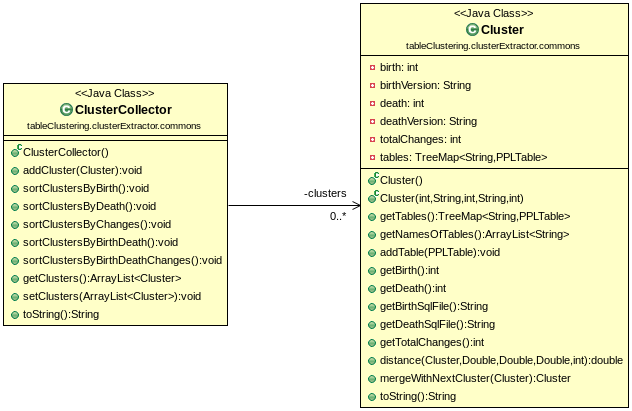 <<Java Class>>
ClusterCollector
tableClustering.clusterExtractor.commons
ClusterCollector()
addCluster(Cluster):void
sortClustersByBirth():void
sortClustersByDeath():void
sortClustersByChanges():void
sortClustersByBirthDeath():void
sortClustersByBirthDeathChanges():void
getClusters():ArrayList<Cluster>
setClusters(ArrayList<Cluster>):void
toString():String
-clusters
0..*
<<Java Class>>
Cluster
tableClustering.clusterExtractor.commons
birth: int
birthVersion: String
death: int
deathVersion: String
totalChanges: int
tables: TreeMap<String,PPLTable>
Cluster()
Cluster(int,String,int,String,int)
getTables():TreeMap<String,PPLTable>
getNamesOfTables():ArrayList<String>
addTable(PPLTable):void
getBirth():int
getDeath():int
getBirthSqlFile():String
getDeathSqlFile():String
getTotalChanges():int
distance(Cluster,Double,Double,Double,int):double
mergeWithNextCluster(Cluster):Cluster
toString():String